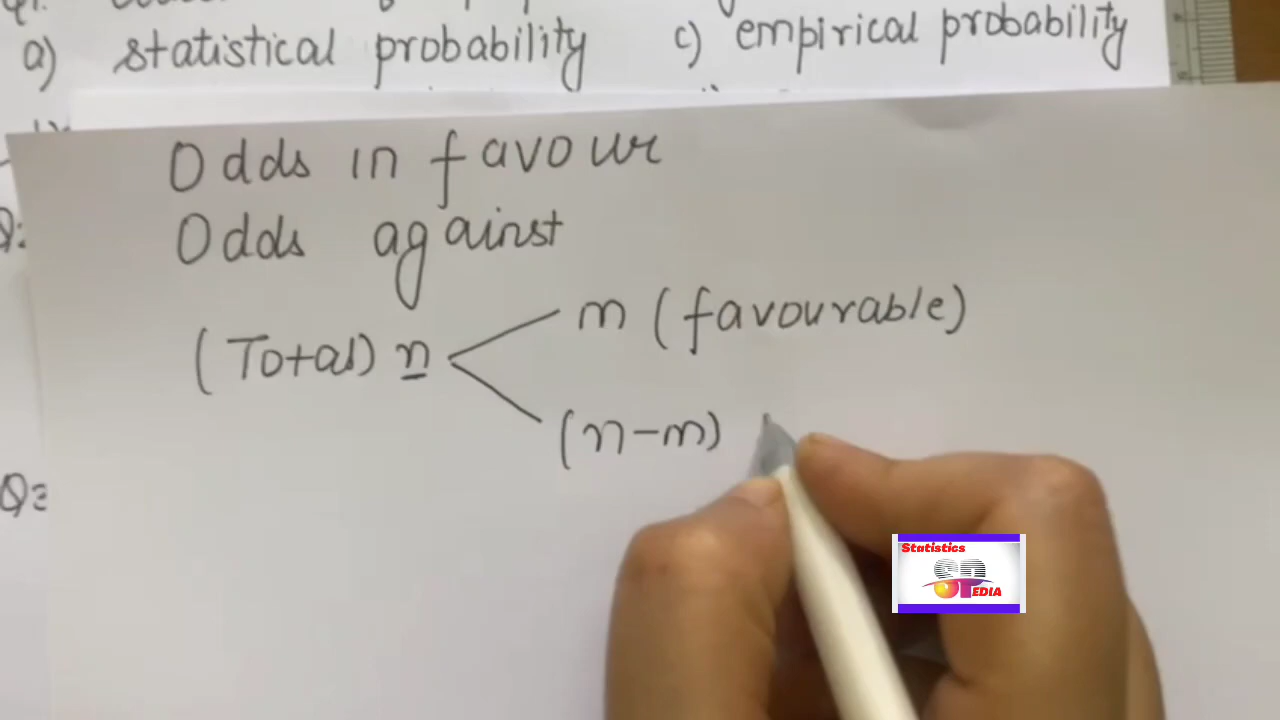 a) statistical probability c) empirical probability
Odds in favour
Odds against
(Total) n m (favourable)
(n-m)
Statistics
EDIA